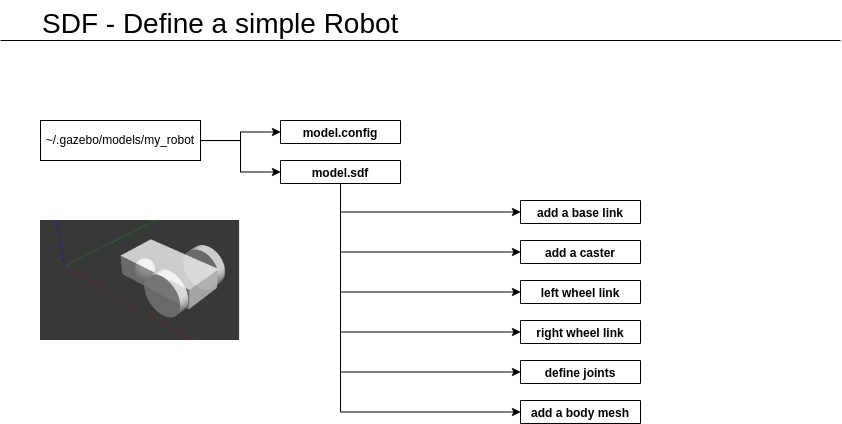 SDF - Define a simple Robot
~/.gazebo/models/my_robot
model.config
model.sdf
add a base link
add a caster
left wheel link
right wheel link
define joints
add a body mesh